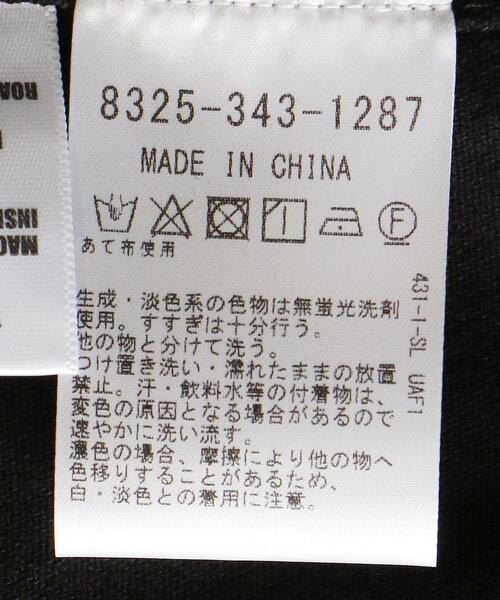 8325-343-1287
MADE IN CHINA
F
あて布使用
生成・淡色系の色物は無蛍光洗剤
使用。すすぎは十分行う。
他の物と分けて洗う。
つけ置き洗い・濡れたままの放置
禁止。汗・飲料水等の付着物は、
変色の原因となる場合があるので
速やかに洗い流す。
濃色の場合、摩擦により他の物へ
色移りすることがあるため、
白・淡色との着用に注意。
431-1-SL UAF1
ROA
INSI
MAC